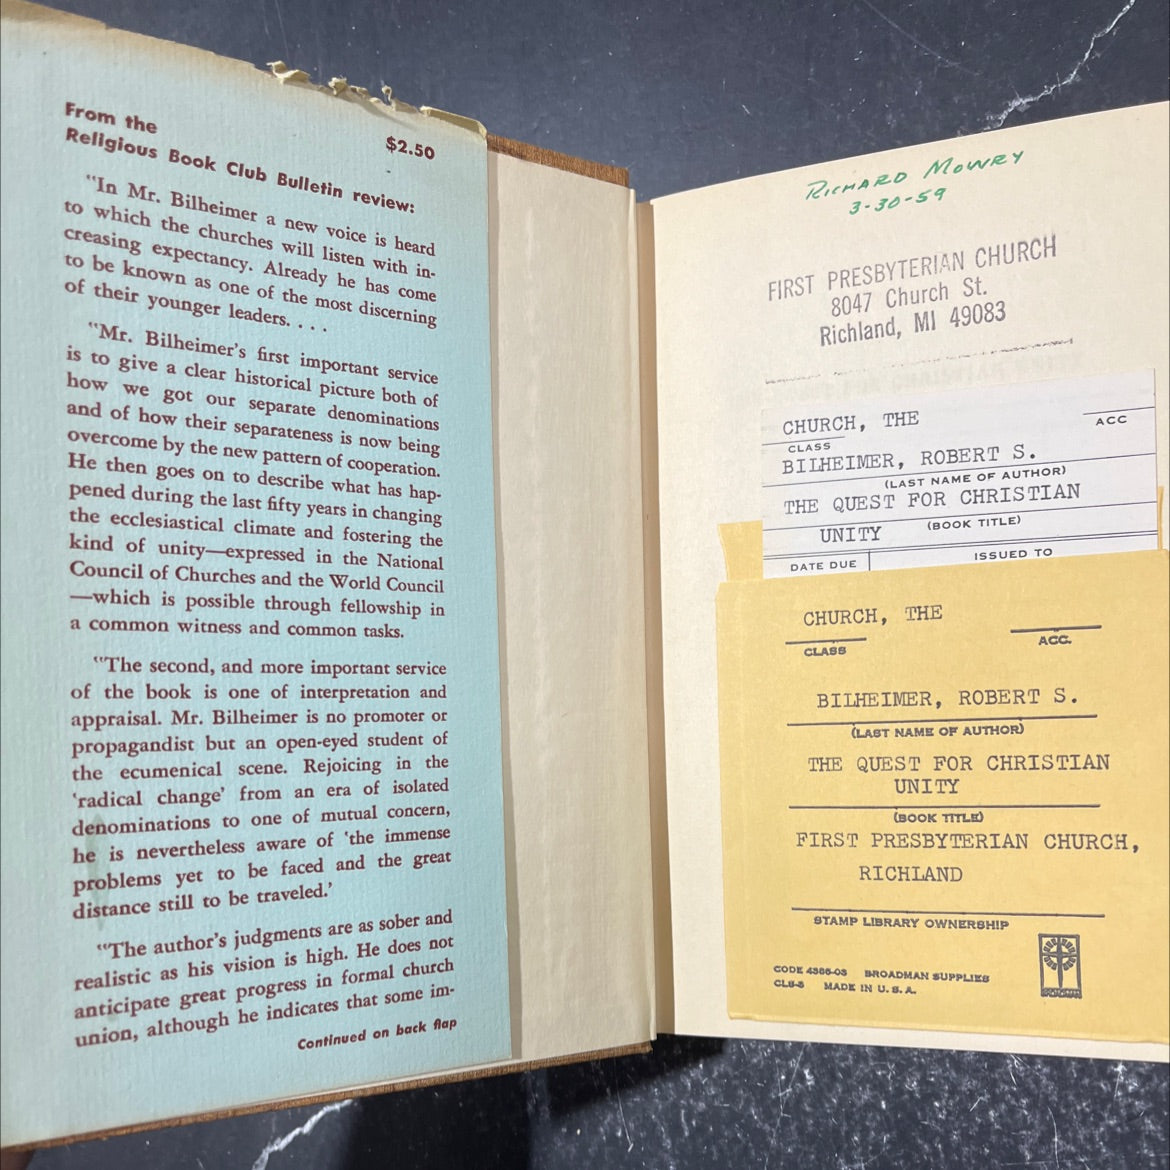 From the
$2.50
Religious Book Club Bulletin review:
"In Mr. Bilheimer a new voice is heard
to which the churches will listen with in-
creasing expectancy. Already he has come
to be known as one of the most discerning
of their younger leaders. . . .
"Mr. Bilheimer's first important service
is to give a clear historical picture both of
how we got our separate denominations
and of how their separateness is now being
overcome by the new pattern of cooperation.
He then goes on to describe what has hap-
pened during the last fifty years in changing
the ecclesiastical climate and fostering the
kind of unity—expressed in the National
Council of Churches and the World Council
—which is possible through fellowship in
a common witness and common tasks.
"The second, and more important service
of the book is one of interpretation and
appraisal. Mr. Bilheimer is no promoter or
propagandist but an open-eyed student of
the ecumenical scene. Rejoicing in the
'radical change' from an era of isolated
denominations to one of mutual concern,
he is nevertheless aware of 'the immense
problems yet to be faced and the great
distance still to be traveled.'
"The author's judgments are as sober and
realistic as his vision is high. He does not
anticipate great progress in formal church
union, although he indicates that some im-
Continued on back flap
RICHARD MOWRY
3-30-59
FIRST PRESBYTERIAN CHURCH
8047 Church St.
Richland, MI 49083
CHURCH, THE
CLASS
ACC
BILHEIMER, ROBERT S.
(LAST NAME OF AUTHOR)
THE QUEST FOR CHRISTIAN
UNITY
(BOOK TITLE)
DATE DUE
ISSUED TO
CHURCH, THE
CLASS
ACC.
BILHEIMER, ROBERT S.
(LAST NAME OF AUTHOR)
THE QUEST FOR CHRISTIAN
UNITY
(BOOK TITLE)
FIRST PRESBYTERIAN CHURCH,
RICHLAND
STAMP LIBRARY OWNERSHIP
CODE 4386-03 BROADMAN SUPPLIES
CLS-3 MADE IN U. S. A.